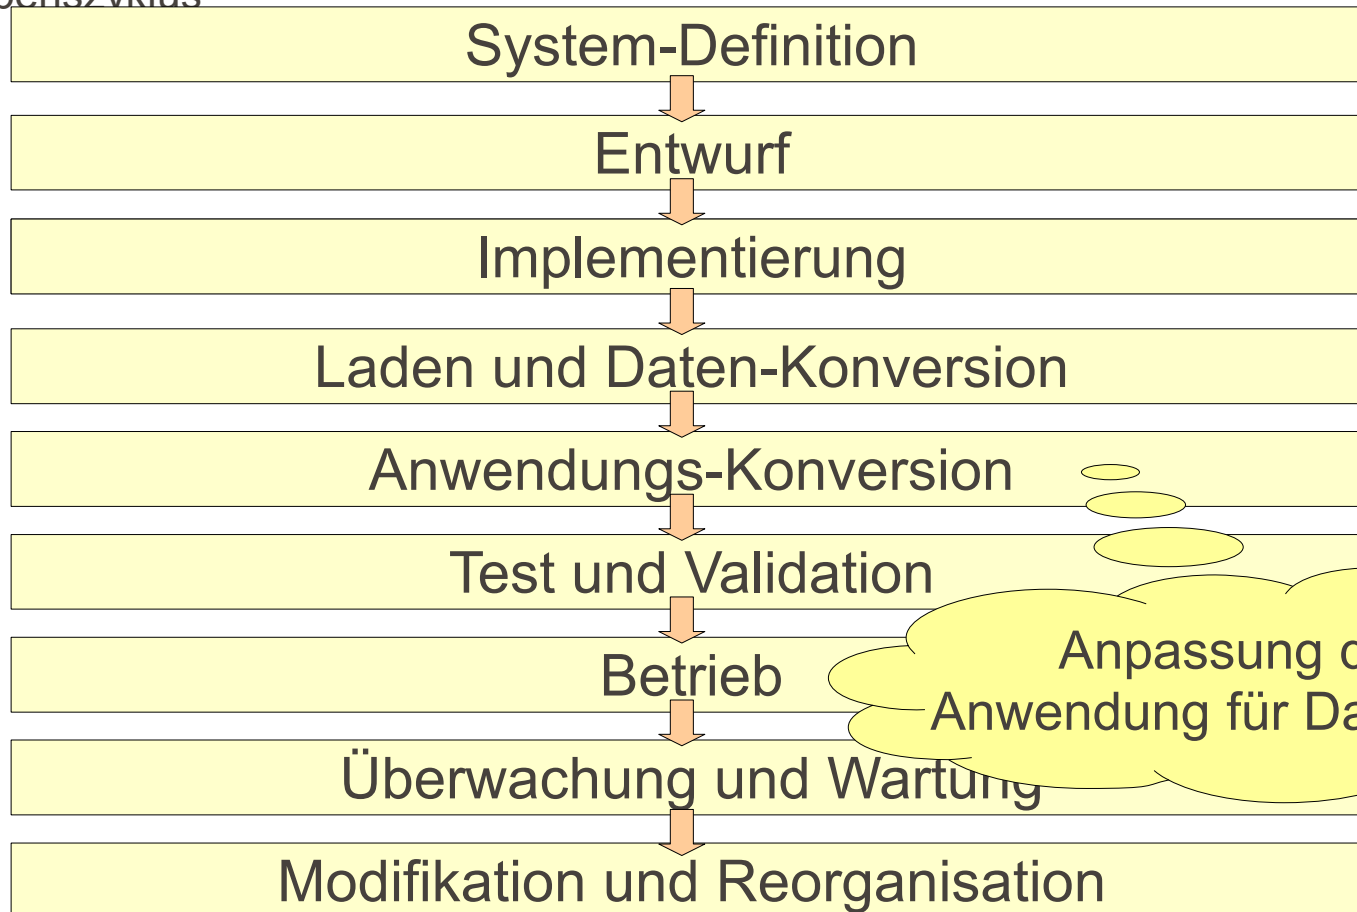 System-Definition
Entwurf
Implementierung
Laden und Daten-Konversion
Anwendungs-Konversion
Test und Validation
Betrieb
Anpassung
Anwendung für
Überwachung und Wartung
Modifikation und Reorganisation